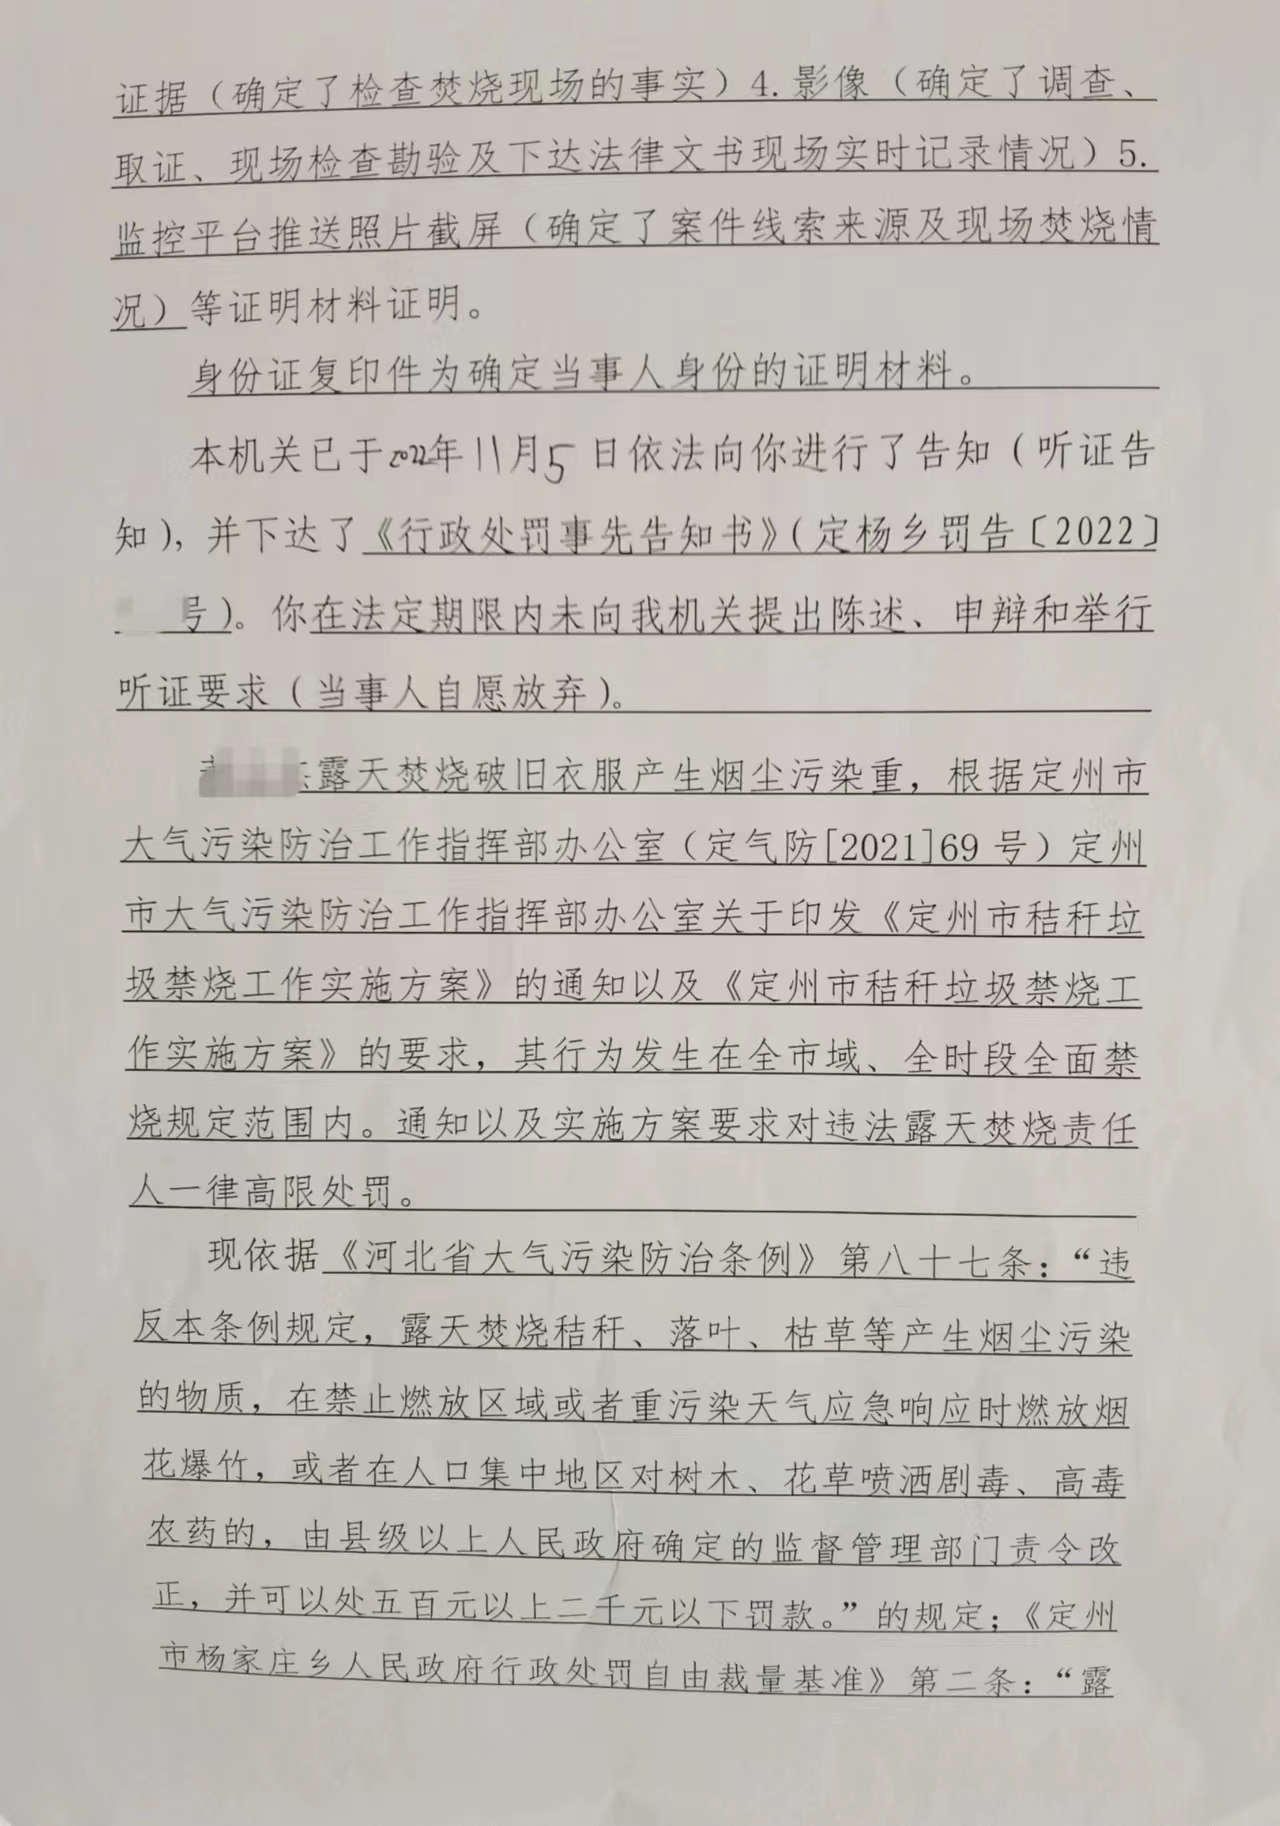 证据（确定了检查焚烧现场的事实）4.影像（确定了调查、
取证、现场检查勘验及下达法律文书现场实时记录情况）5.
监控平台推送照片截屏（确定了案件线索来源及现场焚烧情
况）等证明材料证明。
身份证复印件为确定当事人身份的证明材料。
本机关已于2022年11月5日依法向你进行了告知（听证告
知），并下达了《行政处罚事先告知书》（定杨乡罚告〔2022〕
号）。你在法定期限内未向我机关提出陈述、申辩和举行
听证要求（当事人自愿放弃）。
露天焚烧破旧衣服产生烟尘污染重，根据定州市
大气污染防治工作指挥部办公室（定气防[2021]69号）定州
市大气污染防治工作指挥部办公室关于印发《定州市秸秆垃
圾禁烧工作实施方案》的通知以及《定州市秸秆垃圾禁烧工
作实施方案》的要求，其行为发生在全市域、全时段全面禁
烧规定范围内。通知以及实施方案要求对违法露天焚烧责任
人一律高限处罚。
现依据《河北省大气污染防治条例》第八十七条：“违
反本条例规定，露天焚烧秸秆、落叶、枯草等产生烟尘污染
的物质，在禁止燃放区域或者重污染天气应急响应时燃放烟
花爆竹，或者在人口集中地区对树木、花草喷洒剧毒、高毒
农药的，由县级以上人民政府确定的监督管理部门责令改
正，并可以处五百元以上二千元以下罚款。”的规定；《定州
市杨家庄乡人民政府行政处罚自由裁量基准》第二条：“露